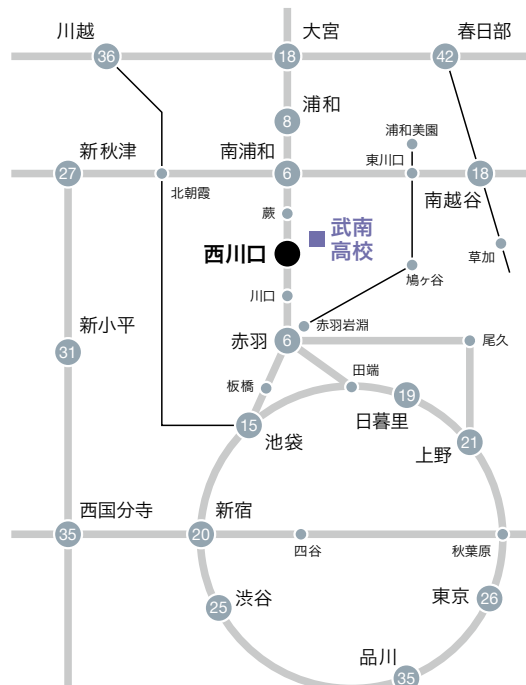 川越
36
大宮
18
春日部
42
浦和
8
浦和美園
新秋津
27
南浦和
6
東川口
18
南越谷
北朝霞
蕨
武南
高校
西川口
草加
鳩ヶ谷
川口
新小平
31
赤羽岩淵
赤羽
6
尾久
田端
板橋
19
日暮里
15
池袋
21
上野
西国分寺
35
新宿
20
四谷
秋葉原
25
渋谷
東京
26
品川
35